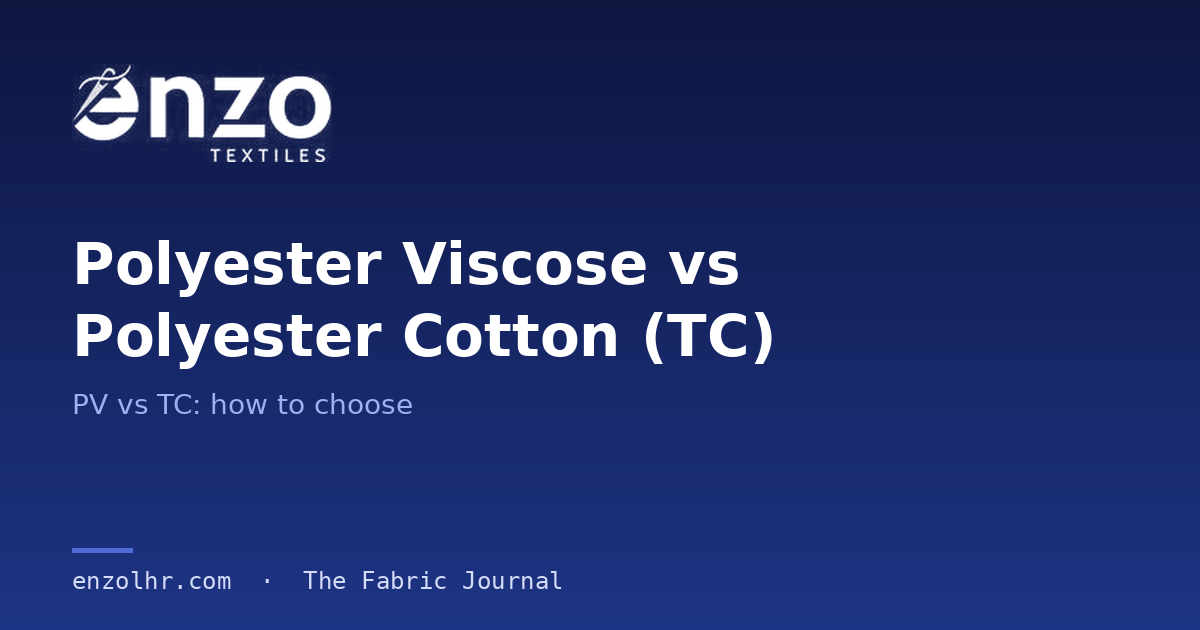 enzo
TEXTILES
Polyester Viscose vs
Polyester Cotton (TC)
PV vs TC: how to choose
enzolhr.com · The Fabric Journal